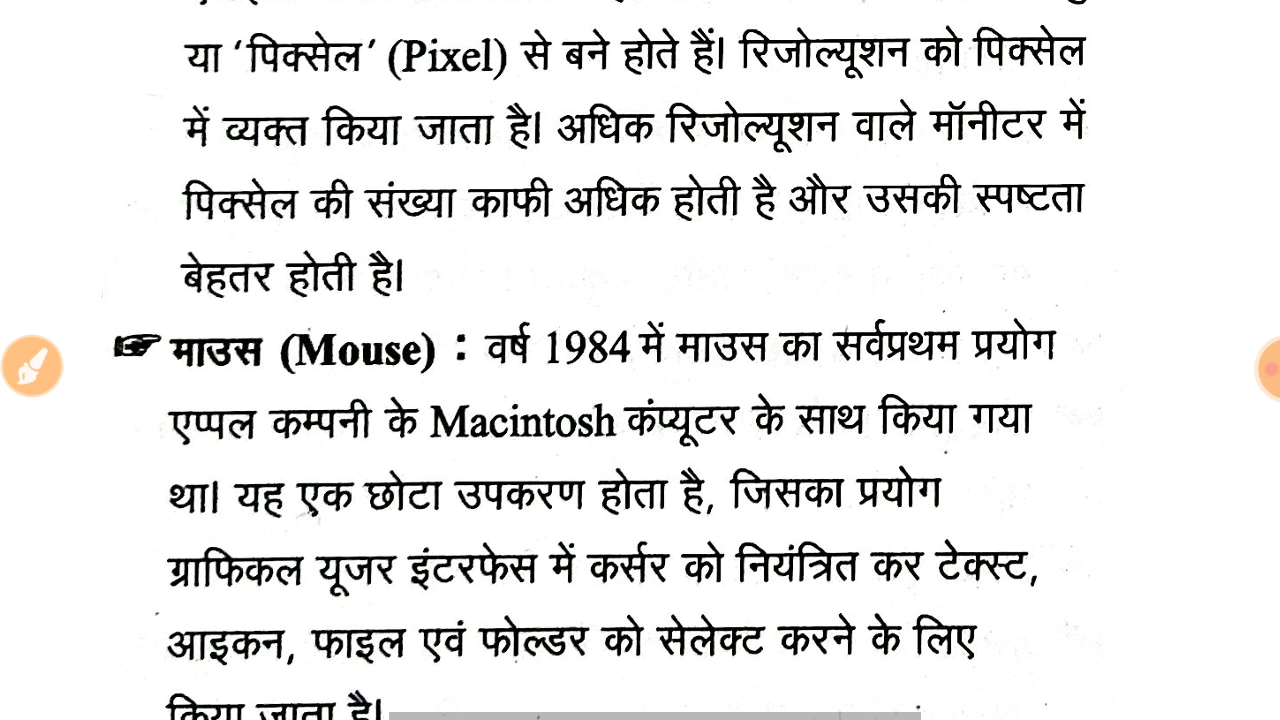 या 'पिक्सेल' (Pixel) से बने होते हैं। रिजोल्यूशन को पिक्सेल
में व्यक्त किया जाता है। अधिक रिजोल्यूशन वाले मॉनीटर में
पिक्सेल की संख्या काफी अधिक होती है और उसकी स्पष्टता
बेहतर होती है।
☞ माउस (Mouse) : वर्ष 1984 में माउस का सर्वप्रथम प्रयोग
एप्पल कम्पनी के Macintosh कंप्यूटर के साथ किया गया
था। यह एक छोटा उपकरण होता है, जिसका प्रयोग
ग्राफिकल यूजर इंटरफेस में कर्सर को नियंत्रित कर टेक्स्ट,
आइकन, फाइल एवं फोल्डर को सेलेक्ट करने के लिए
किया जाता है।